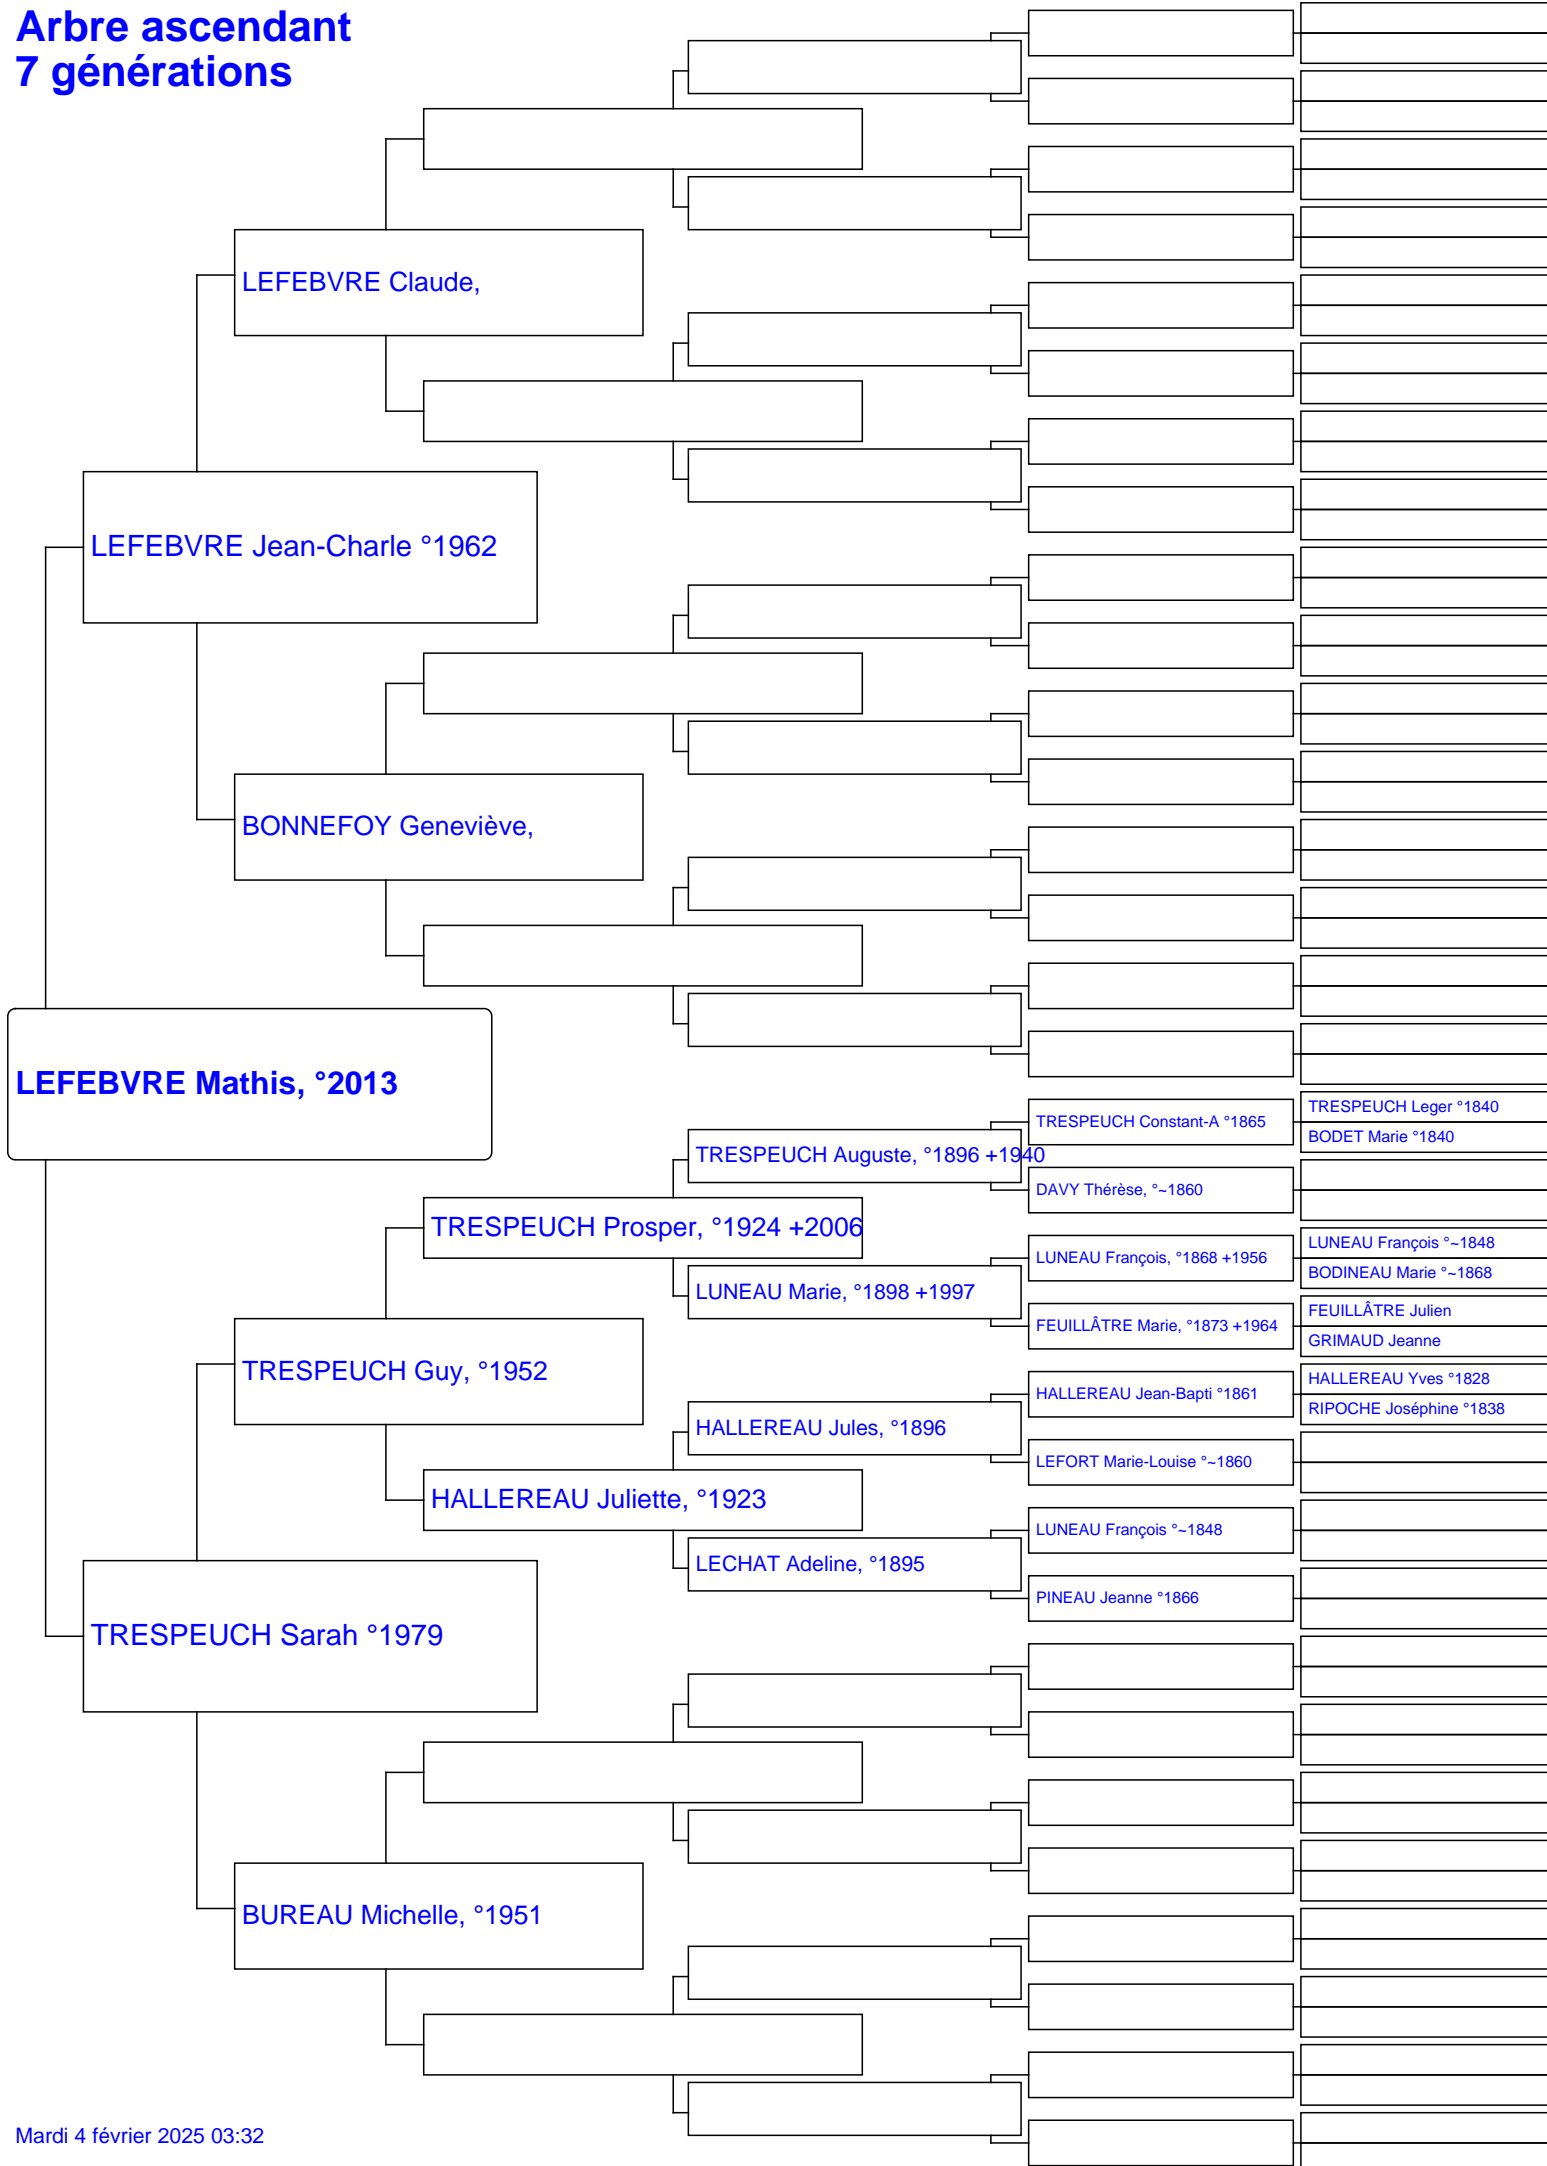 Arbre ascendant
7 générations
LEFEBVRE Claude,
LEFEBVRE Jean-Charle °1962
BONNEFOY Geneviève,
LEFEBVRE Mathis, °2013
TRESPEUCH Leger °1840
TRESPEUCH Constant-A °1865
BODET Marie °1840
TRESPEUCH Auguste, °1896 +1940
DAVY Thérèse, °~1860
TRESPEUCH Prosper, °1924 +2006
LUNEAU François °~1848
LUNEAU François, °1868 +1956
BODINEAU Marie °~1868
LUNEAU Marie, °1898 +1997
FEUILLÂTRE Julien
FEUILLÂTRE Marie, °1873 +1964
GRIMAUD Jeanne
TRESPEUCH Guy, °1952
HALLEREAU Yves °1828
HALLEREAU Jean-Bapti °1861
RIPOCHE Joséphine °1838
HALLEREAU Jules, °1896
LEFORT Marie-Louise °~1860
HALLEREAU Juliette, °1923
LUNEAU François °~1848
LECHAT Adeline, °1895
PINEAU Jeanne °1866
TRESPEUCH Sarah °1979
BUREAU Michelle, °1951
Mardi 4 février 2025 03:32